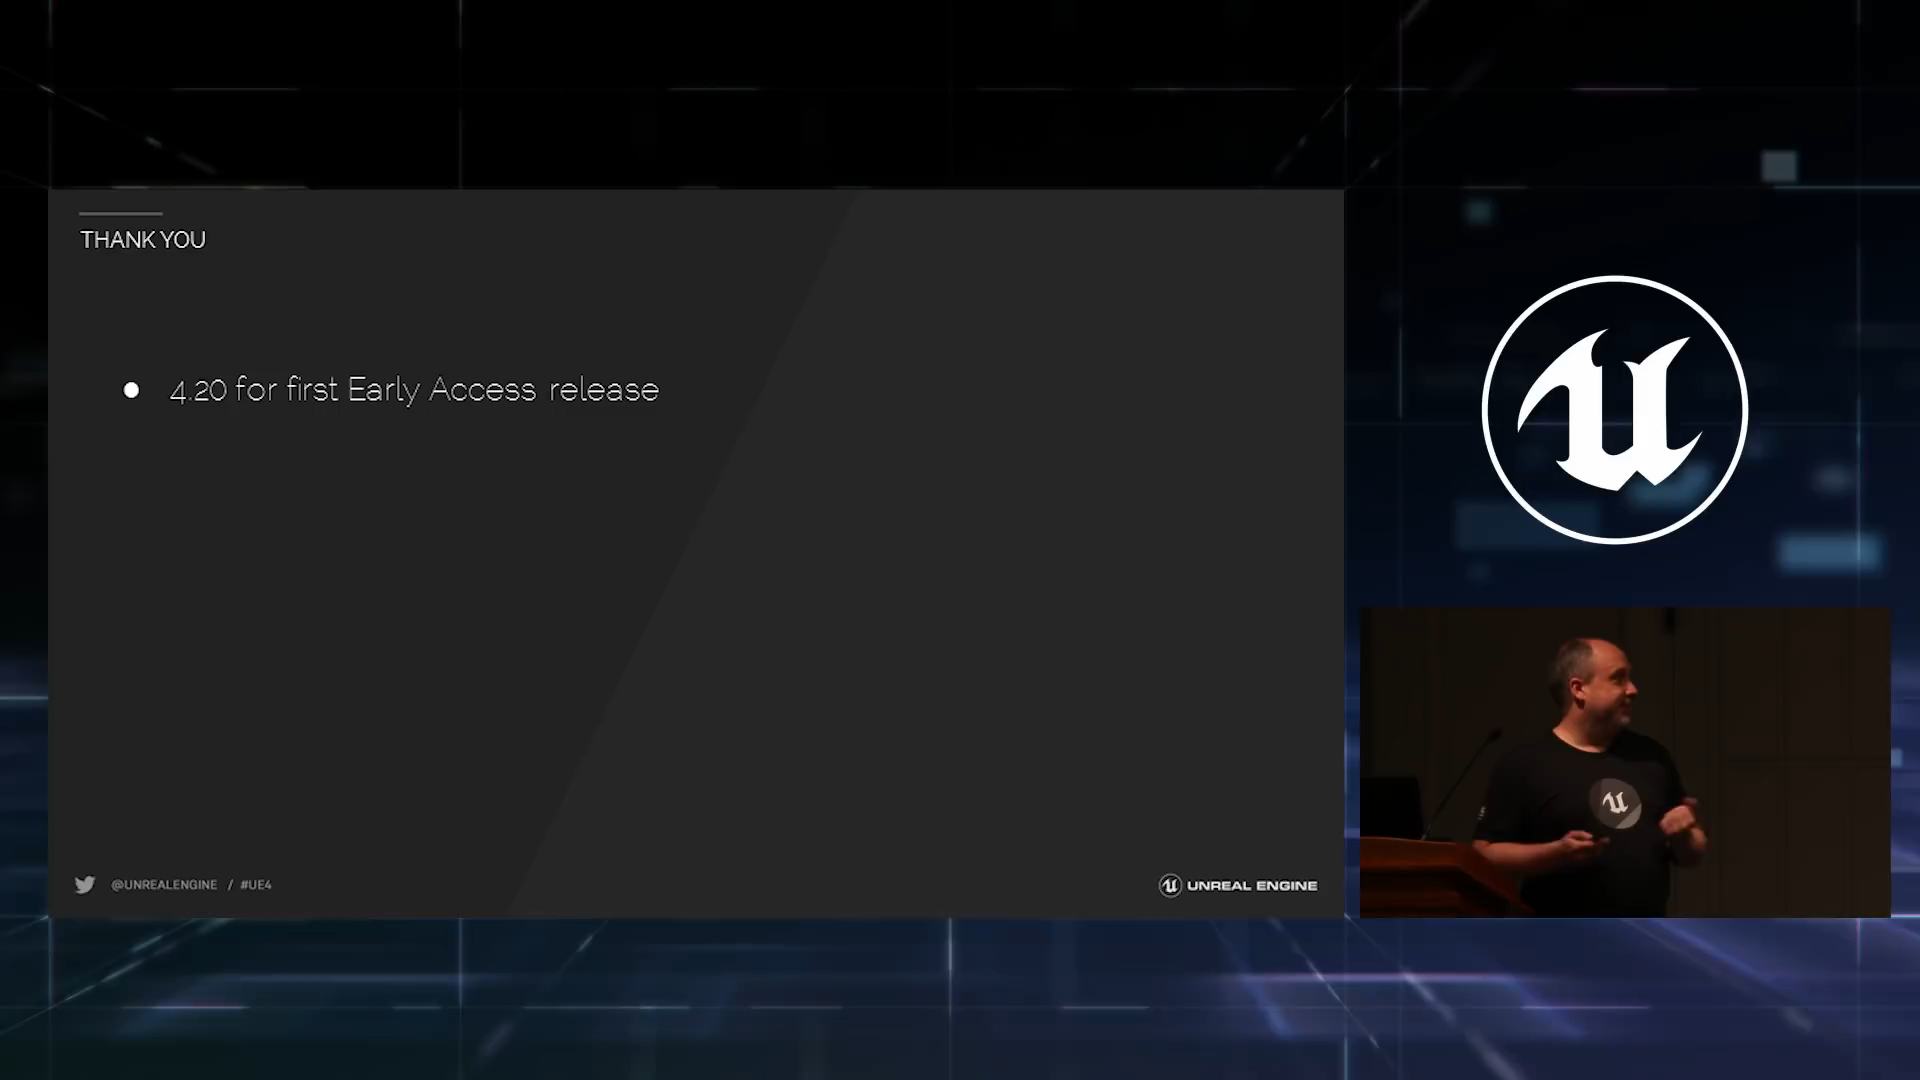 THANK YOU
4.20 for first Early Access release
@UNREALENGINE / #UE4
UNREAL ENGINE